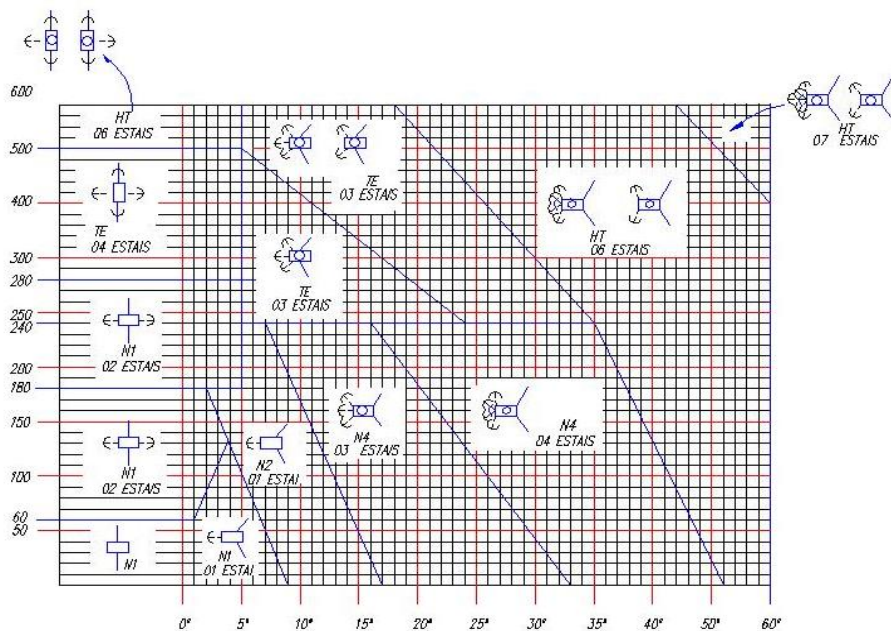 600
HT
06 ESTAIS
HT
07 ESTAIS
500
TE
03 ESTAIS
400
TE
04 ESTAIS
HT
06 ESTAIS
300
280
TE
03 ESTAIS
250
240
N1
02 ESTAIS
200
180
150
N4
03 ESTAIS
N4
04 ESTAIS
N1
02 ESTAIS
N2
01 ESTAI
100
60
50
N1
N1
01 ESTAI
0° 5° 10° 15° 20° 25° 30° 35° 40° 50° 60°